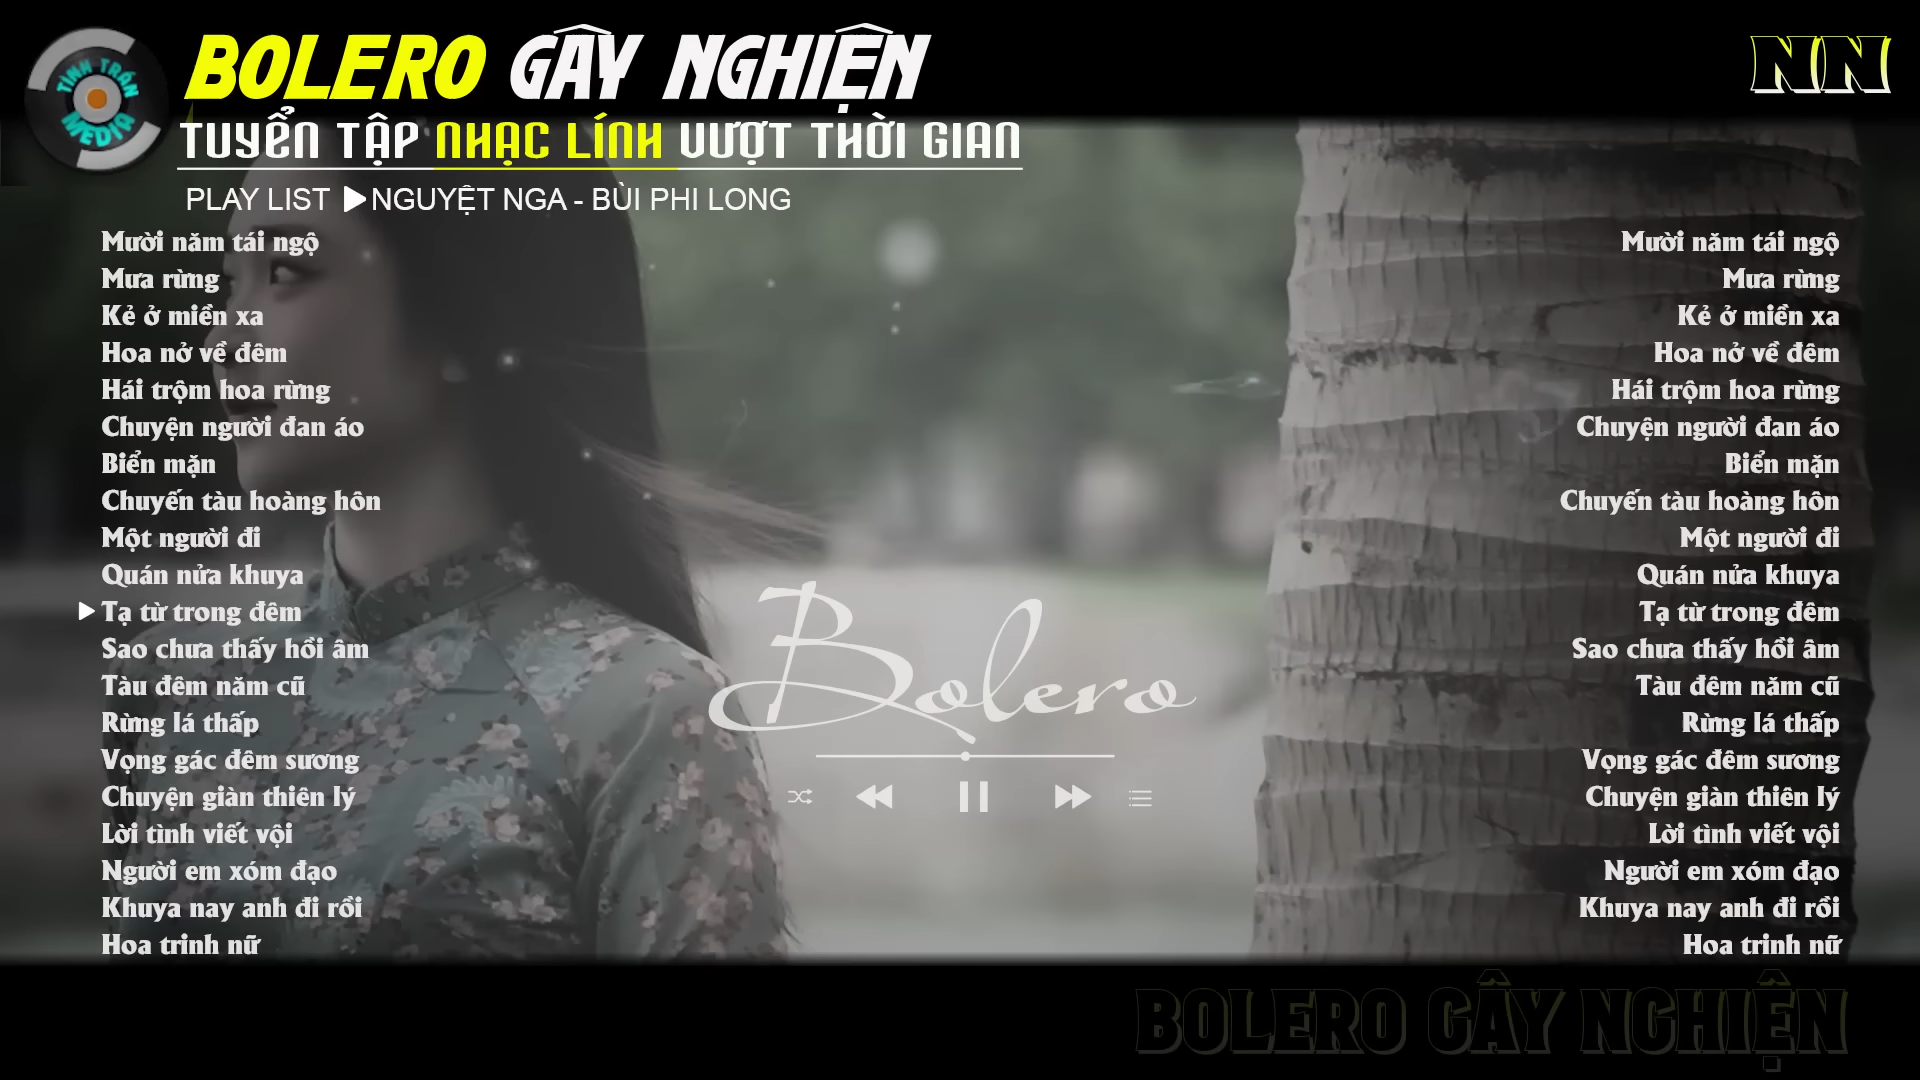 TÌNH TRẦN
MEDIA
BOLERO GÂY NGHIỆN
NN
TUYỂN TẬP NHẠC LÍNH VƯỢT THỜI GIAN
PLAY LIST ▶NGUYỆT NGA - BÙI PHI LONG
Mười năm tái ngộ
Mưa rừng
Kẻ ở miền xa
Hoa nở về đêm
Hái trộm hoa rừng
Chuyện người đan áo
Biển mặn
Chuyến tàu hoàng hôn
Một người đi
Quán nửa khuya
Tạ từ trong đêm
Sao chưa thấy hồi âm
Tàu đêm năm cũ
Rừng lá thấp
Vọng gác đêm sương
Chuyện giàn thiên lý
Lời tình viết vội
Người em xóm đạo
Khuya nay anh đi rồi
Hoa trinh nữ
Bolero
Mười năm tái ngộ
Mưa rừng
Kẻ ở miền xa
Hoa nở về đêm
Hái trộm hoa rừng
Chuyện người đan áo
Biển mặn
Chuyến tàu hoàng hôn
Một người đi
Quán nửa khuya
Tạ từ trong đêm
Sao chưa thấy hồi âm
Tàu đêm năm cũ
Rừng lá thấp
Vọng gác đêm sương
Chuyện giàn thiên lý
Lời tình viết vội
Người em xóm đạo
Khuya nay anh đi rồi
Hoa trinh nữ
BOLERO GÂY NGHIỆN